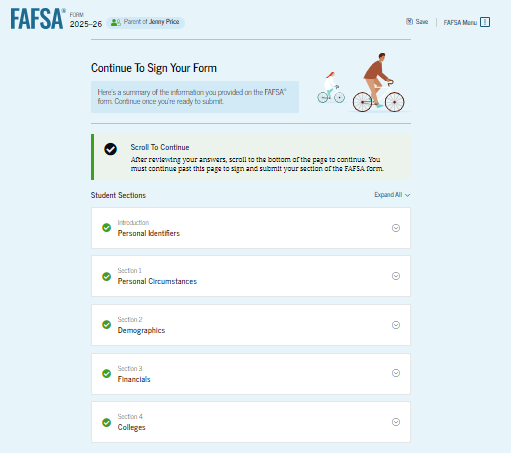 FAFSA® FORM
2025–26
Parent of Jenny Price
Save
FAFSA Menu
Continue To Sign Your Form
Here's a summary of the information you provided on the FAFSA®
form. Continue once you're ready to submit.
Scroll To Continue
After reviewing your answers, scroll to the bottom of the page to continue. You
must continue past this page to sign and submit your section of the FAFSA form.
Student Sections
Expand All
Introduction
Personal Identifiers
Section 1
Personal Circumstances
Section 2
Demographics
Section 3
Financials
Section 4
Colleges